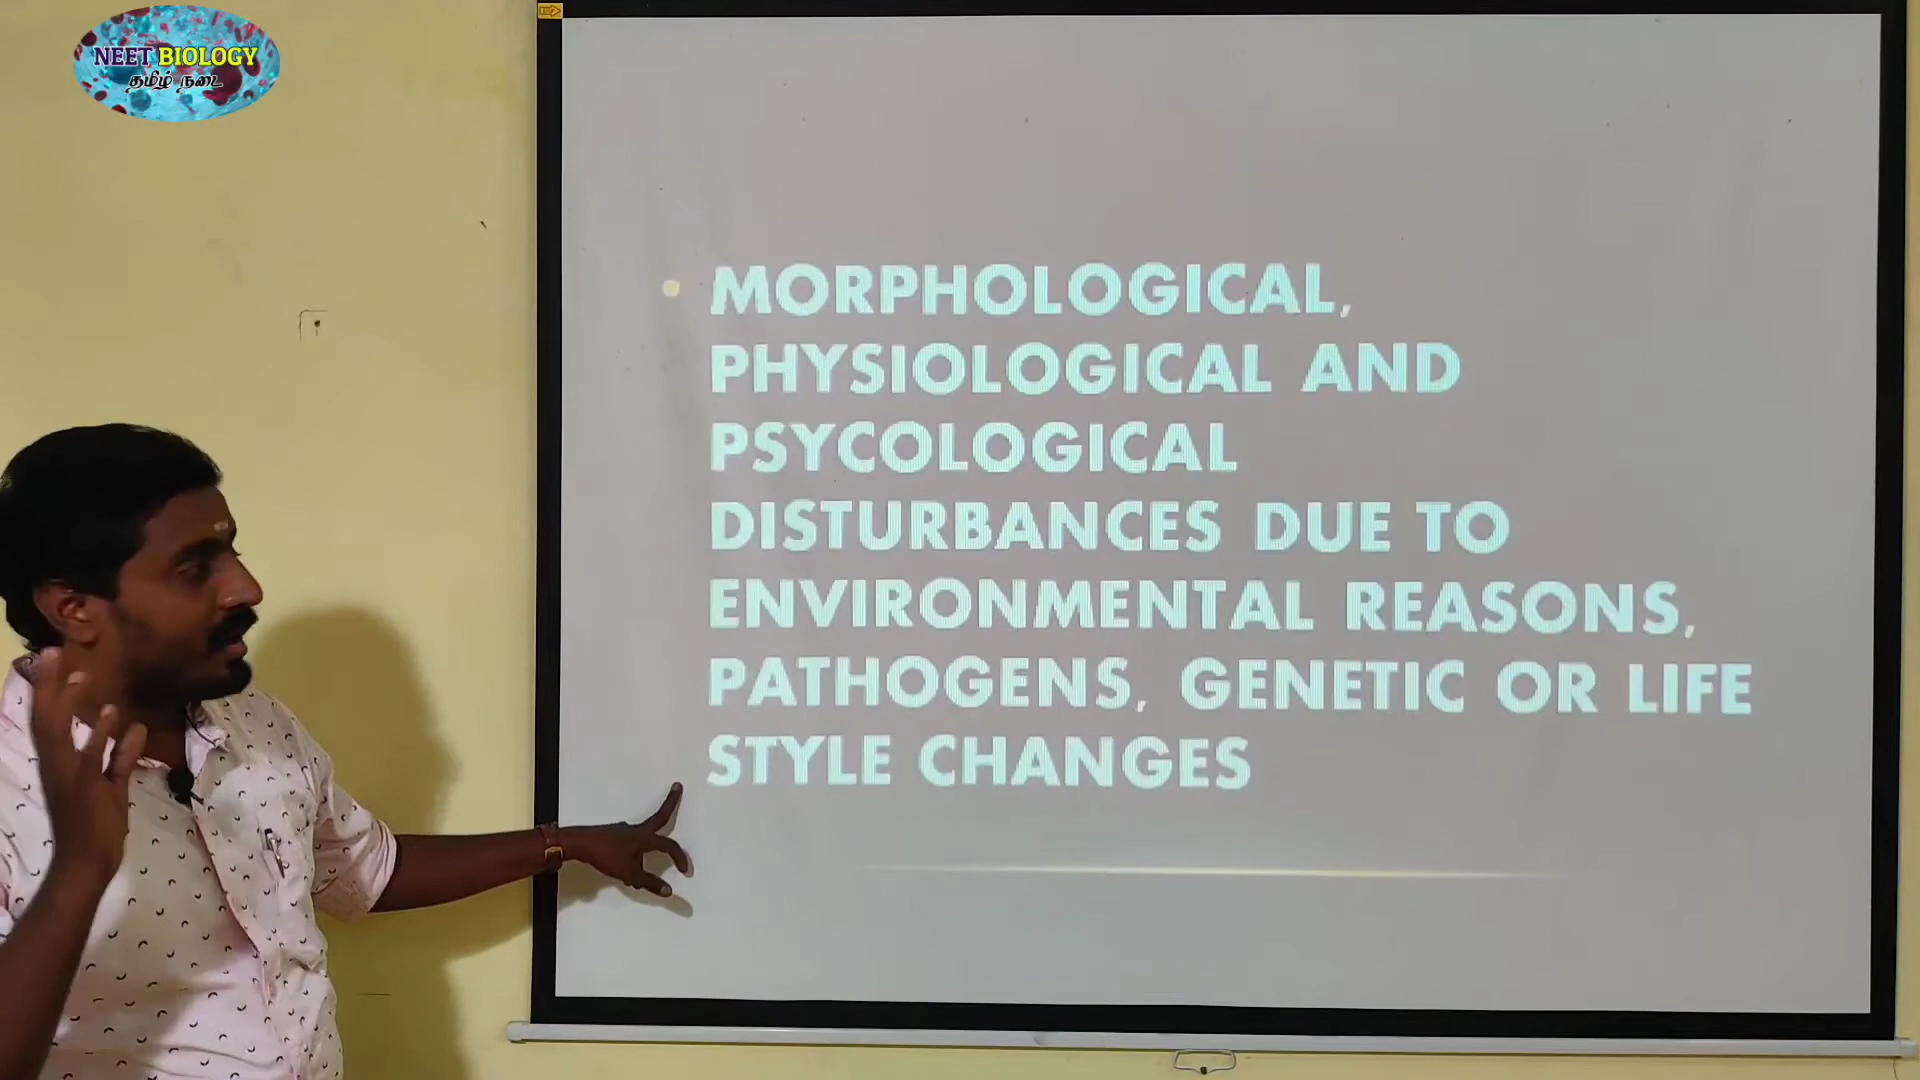 NEET BIOLOGY
தமிழ் நடை
MORPHOLOGICAL,
PHYSIOLOGICAL AND
PSYCOLOGICAL
DISTURBANCES DUE TO
ENVIRONMENTAL REASONS,
PATHOGENS, GENETIC OR LIFE
STYLE CHANGES